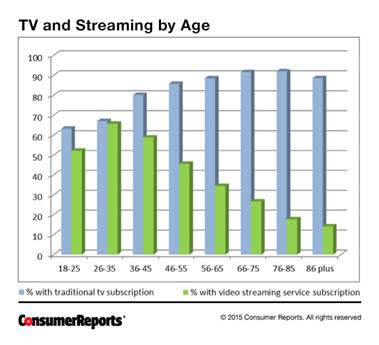 TV and Streaming by Age
100
90
80
70
60
50
40
30
20
10
0
18-25 26-35 36-45 46-55 56-65 66-75 76-85 86 plus
% with traditional tv subscription % with video streaming service subscription
ConsumerReports® © 2015 Consumer Reports. All rights reserved